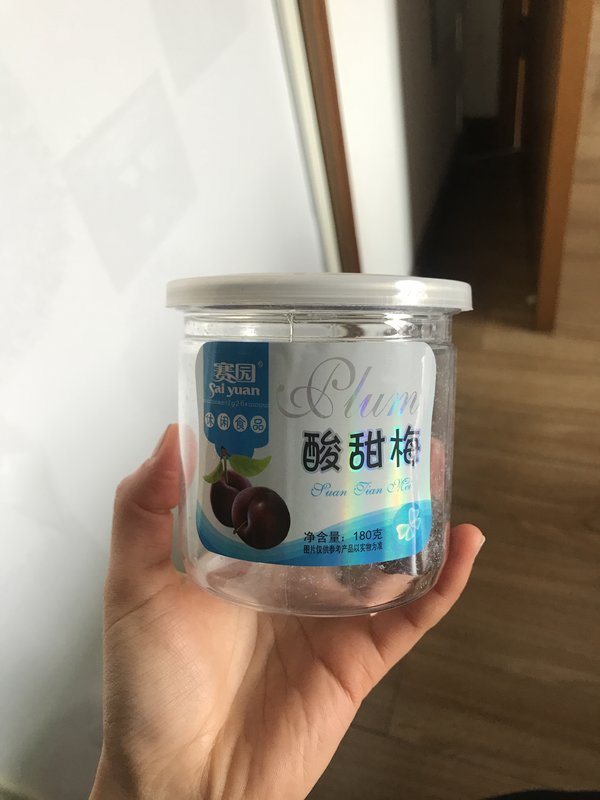 赛园®
Sai yuan
休闲食品
Plum
酸甜梅
Suan Tian Mei
净含量：180克
图片仅供参考产品以实物为准